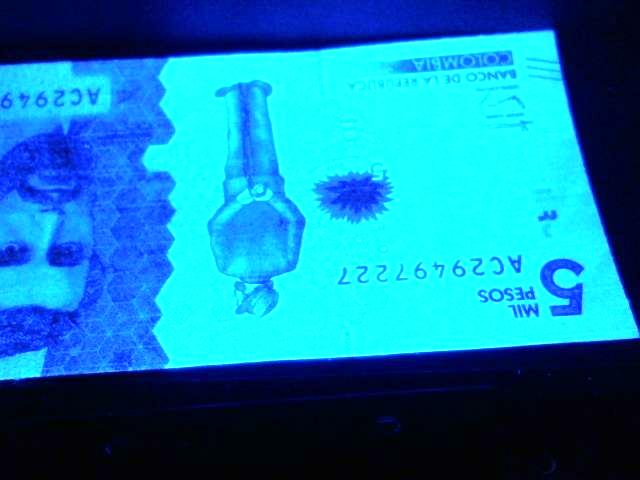 5 MIL
PESOS
AC29497227
AC2949
BANCO DE LA REPÚBLICA
COLOMBIA